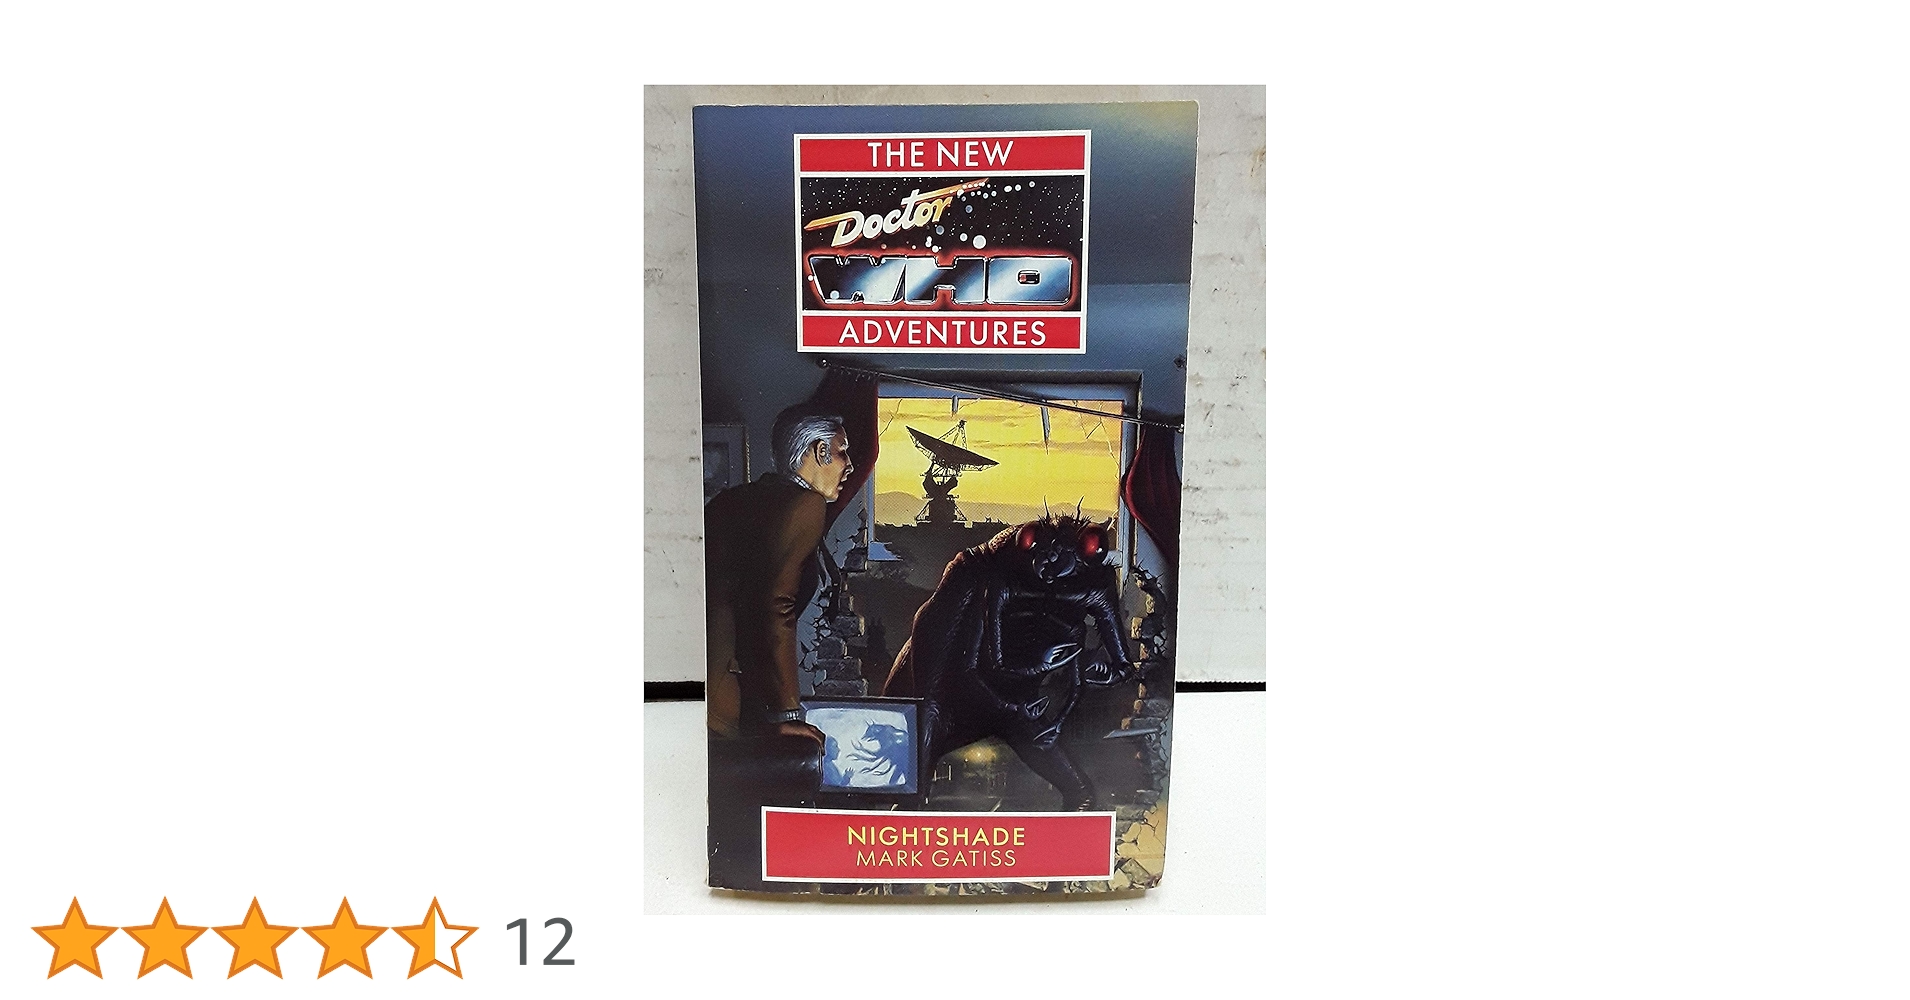 THE NEW
Doctor
WHO
ADVENTURES
NIGHTSHADE
MARK GATISS
12